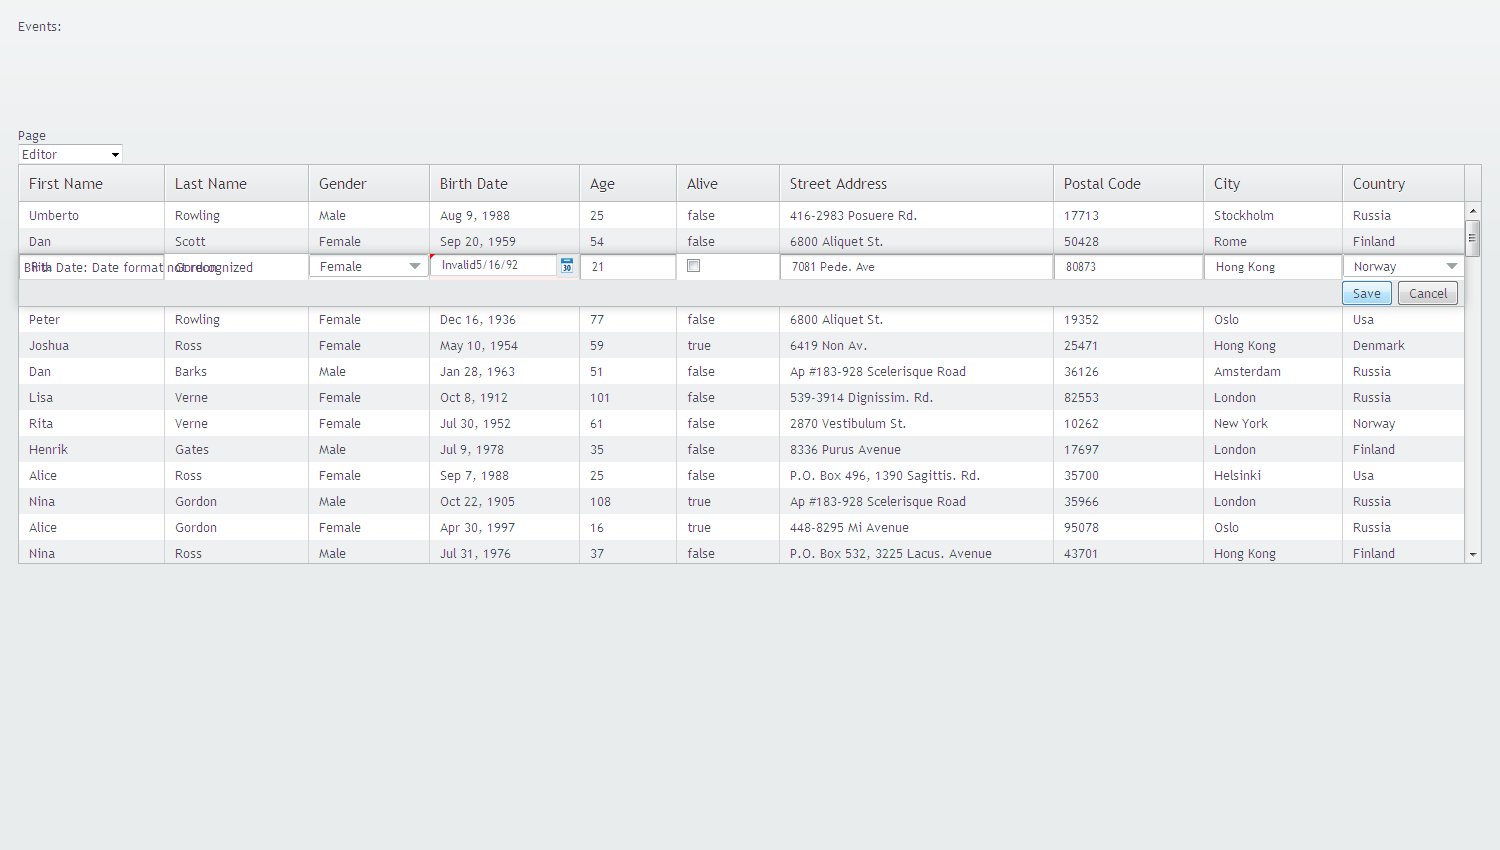 Events:
Page
Editor
First Name Last Name Gender Birth Date Age Alive Street Address Postal Code City Country
Umberto Rowling Male Aug 9, 1988 25 false 416-2983 Posuere Rd. 17713 Stockholm Russia
Dan Scott Female Sep 20, 1959 54 false 6800 Aliquet St. 50428 Rome Finland
Birth Date: Date format not recognized
Rita Gordon Female Invalid5/16/92 30 21 7081 Pede. Ave 80873 Hong Kong Norway
Save Cancel
Peter Rowling Female Dec 16, 1936 77 false 6800 Aliquet St. 19352 Oslo Usa
Joshua Ross Female May 10, 1954 59 true 6419 Non Av. 25471 Hong Kong Denmark
Dan Barks Male Jan 28, 1963 51 false Ap #183-928 Scelerisque Road 36126 Amsterdam Russia
Lisa Verne Female Oct 8, 1912 101 false 539-3914 Dignissim. Rd. 82553 London Russia
Rita Verne Female Jul 30, 1952 61 false 2870 Vestibulum St. 10262 New York Norway
Henrik Gates Male Jul 9, 1978 35 false 8336 Purus Avenue 17697 London Finland
Alice Ross Female Sep 7, 1988 25 false P.O. Box 496, 1390 Sagittis. Rd. 35700 Helsinki Usa
Nina Gordon Male Oct 22, 1905 108 true Ap #183-928 Scelerisque Road 35966 London Russia
Alice Gordon Female Apr 30, 1997 16 true 448-8295 Mi Avenue 95078 Oslo Russia
Nina Ross Male Jul 31, 1976 37 false P.O. Box 532, 3225 Lacus. Avenue 43701 Hong Kong Finland